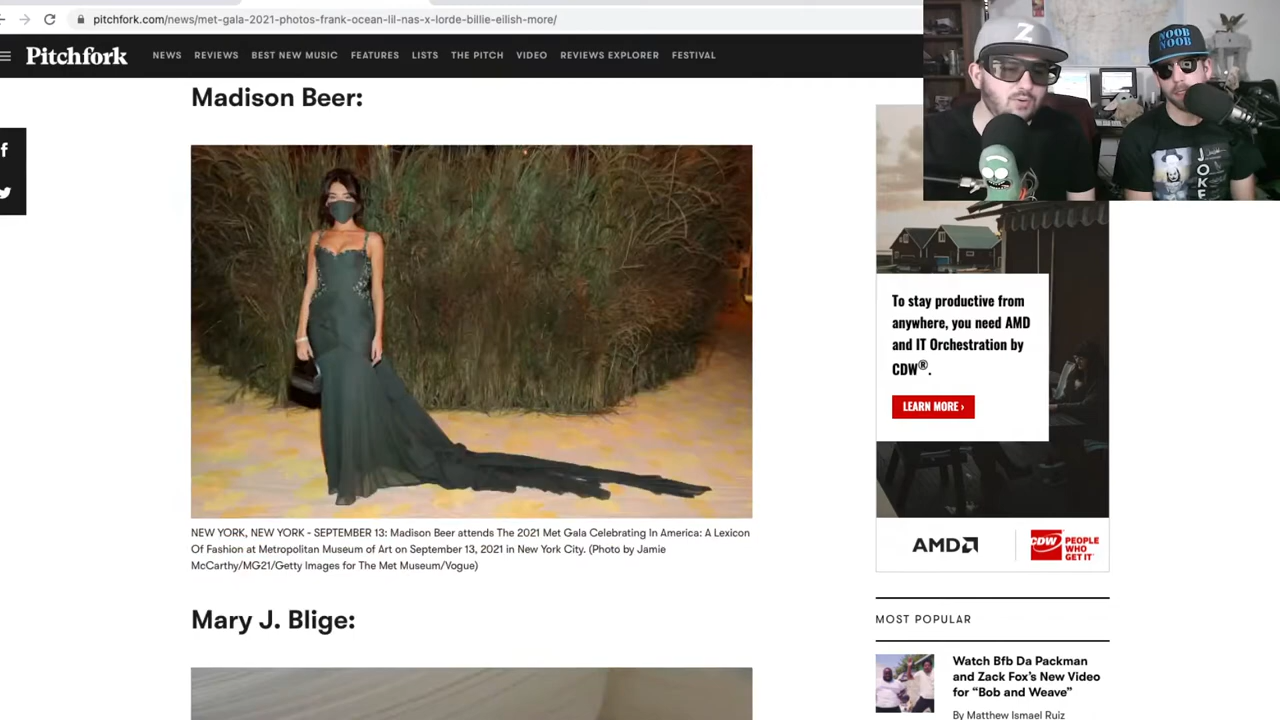 pitchfork.com/news/met-gala-2021-photos-frank-ocean-lil-nas-x-lorde-billie-eilish-more/
Pitchfork NEWS REVIEWS BEST NEW MUSIC FEATURES LISTS THE PITCH VIDEO REVIEWS EXPLORER FESTIVAL
Z
NOOB
NOOB
JOKE
Madison Beer:
NEW YORK, NEW YORK - SEPTEMBER 13: Madison Beer attends The 2021 Met Gala Celebrating In America: A Lexicon
Of Fashion at Metropolitan Museum of Art on September 13, 2021 in New York City. (Photo by Jamie
McCarthy/MG21/Getty Images for The Met Museum/Vogue)
Mary J. Blige:
To stay productive from
anywhere, you need AMD
and IT Orchestration by
CDW®.
LEARN MORE ›
AMD
CDW PEOPLE
WHO
GET IT
MOST POPULAR
Watch Bfb Da Packman
and Zack Fox's New Video
for “Bob and Weave”
By Matthew Ismael Ruiz